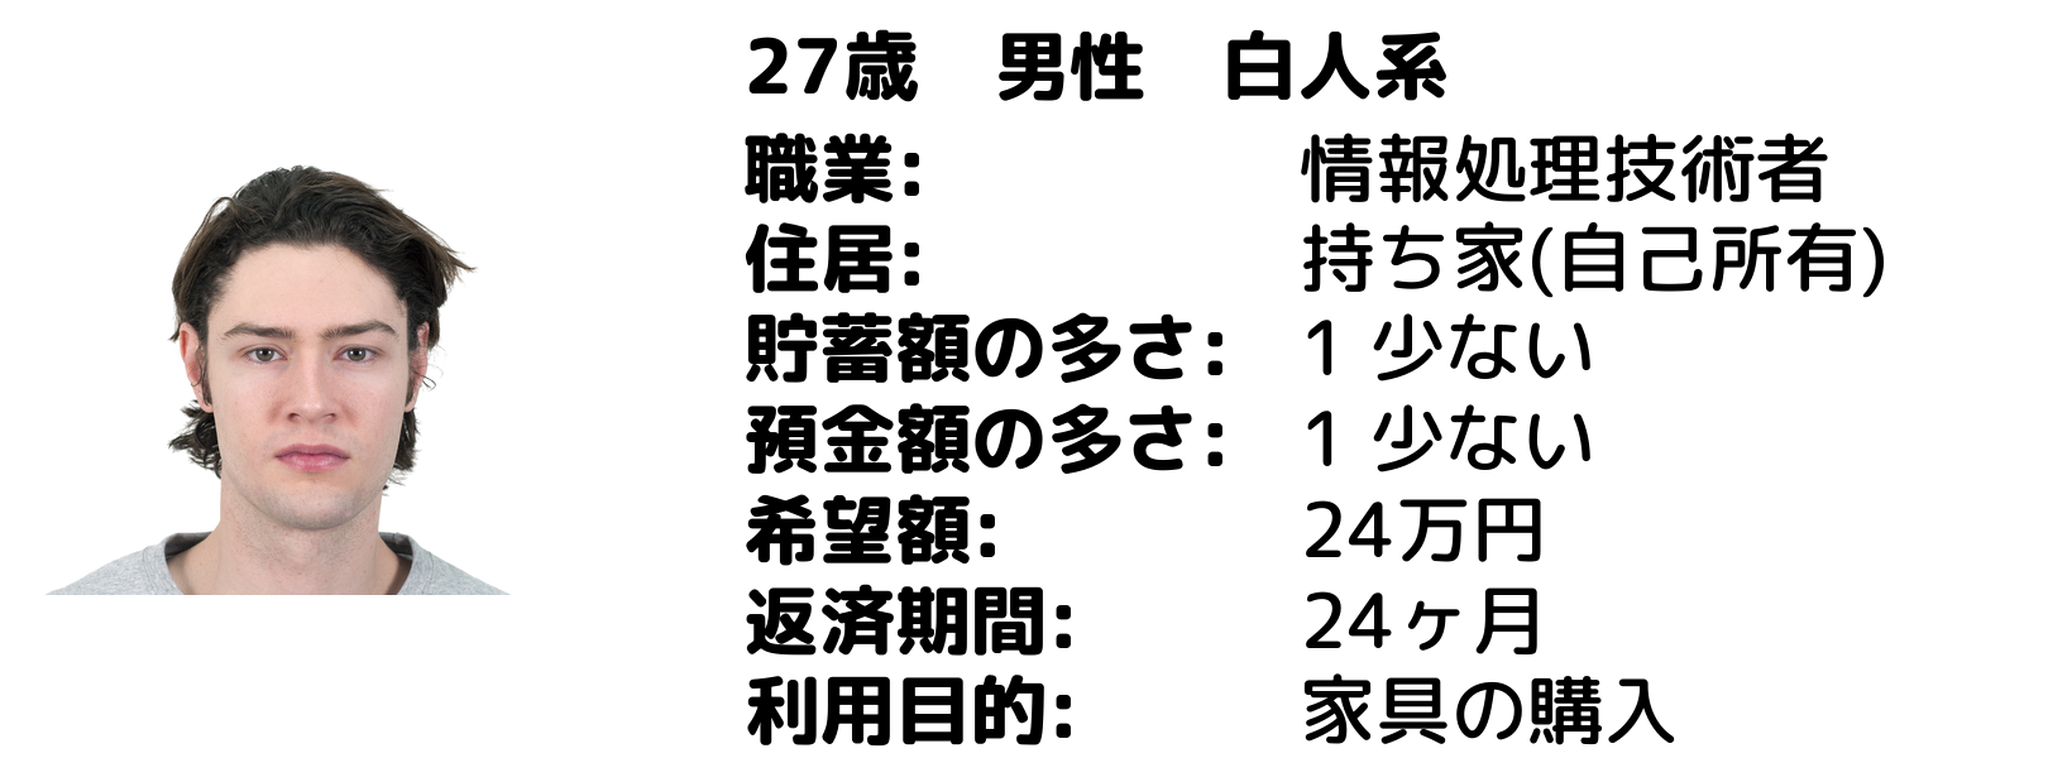 27歳　男性　白人系
職業: 情報処理技術者
住居: 持ち家(自己所有)
貯蓄額の多さ: 1 少ない
預金額の多さ: 1 少ない
希望額: 24万円
返済期間: 24ヶ月
利用目的: 家具の購入